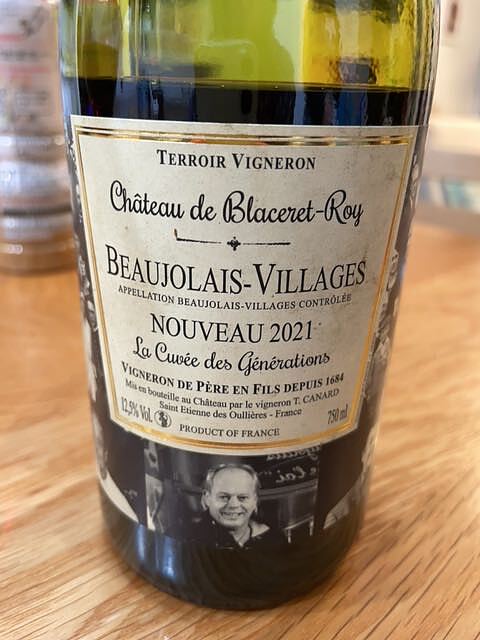 TERROIR VIGNERON
Château de Blaceret-Roy
BEAUJOLAIS-VILLAGES
APPELLATION BEAUJOLAIS-VILLAGES CONTRÔLÉE
NOUVEAU 2021
La Cuvée des Générations
VIGNERON DE PÈRE EN FILS DEPUIS 1684
Mis en bouteille au Château par le vigneron T. CANARD
Saint Etienne des Oullières - France
12,5% Vol.
750 ml
PRODUCT OF FRANCE